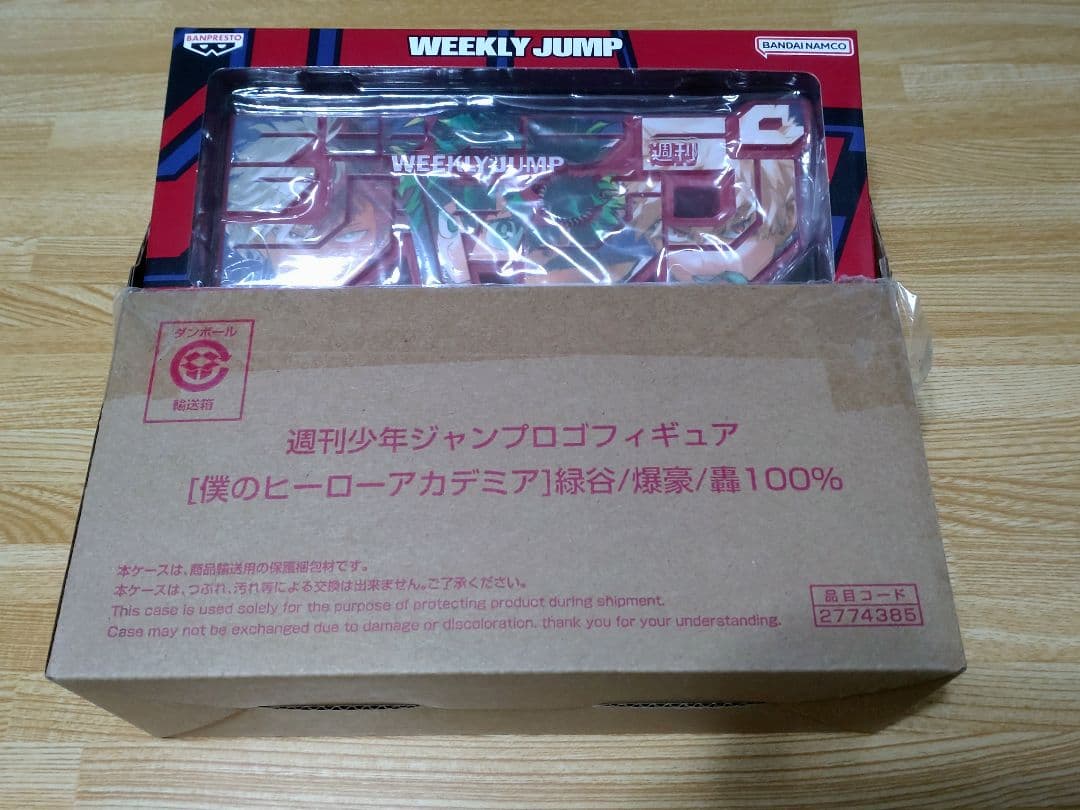 BANPRESTO
WEEKLY JUMP
BANDAI NAMCO
週刊
WEEKLY JUMP
ジャンプ
ダンボール
輸送箱
週刊少年ジャンプロゴフィギュア
[僕のヒーローアカデミア]緑谷/爆豪/轟100%
本ケースは、商品輸送用の保護梱包材です。
本ケースは、つぶれ、汚れ等による交換は出来ません。ご了承ください。
This case is used solely for the purpose of protecting product during shipment.
Case may not be exchanged due to damage or discoloration. thank you for your understanding.
品目コード
2774385